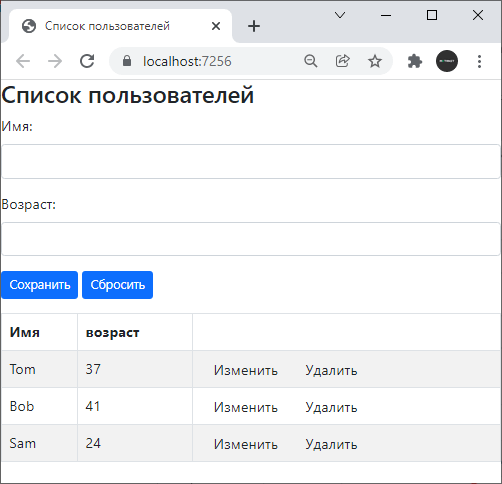 Список пользователей
localhost:7256
Список пользователей
Имя:
Возраст:
Сохранить Сбросить
Имя возраст
Tom 37 Изменить Удалить
Bob 41 Изменить Удалить
Sam 24 Изменить Удалить